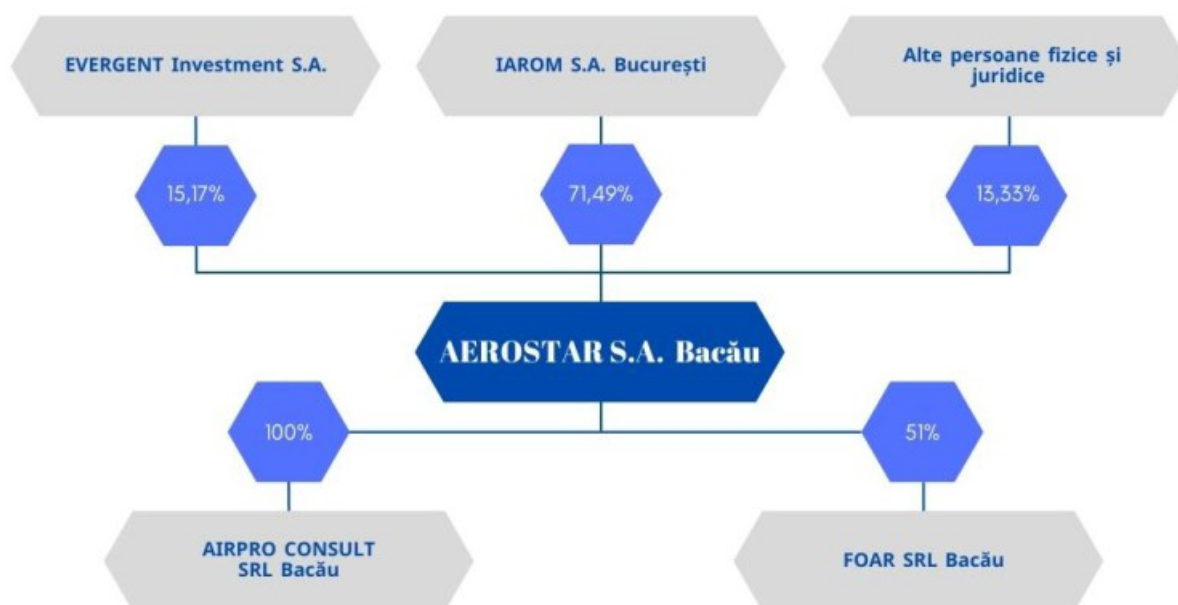 EVERGENT Investment S.A.
IAROM S.A. București
Alte persoane fizice și
juridice
15,17%
71,49%
13,33%
AEROSTAR S.A. Bacău
100%
51%
AIRPRO CONSULT
SRL Bacău
FOAR SRL Bacău